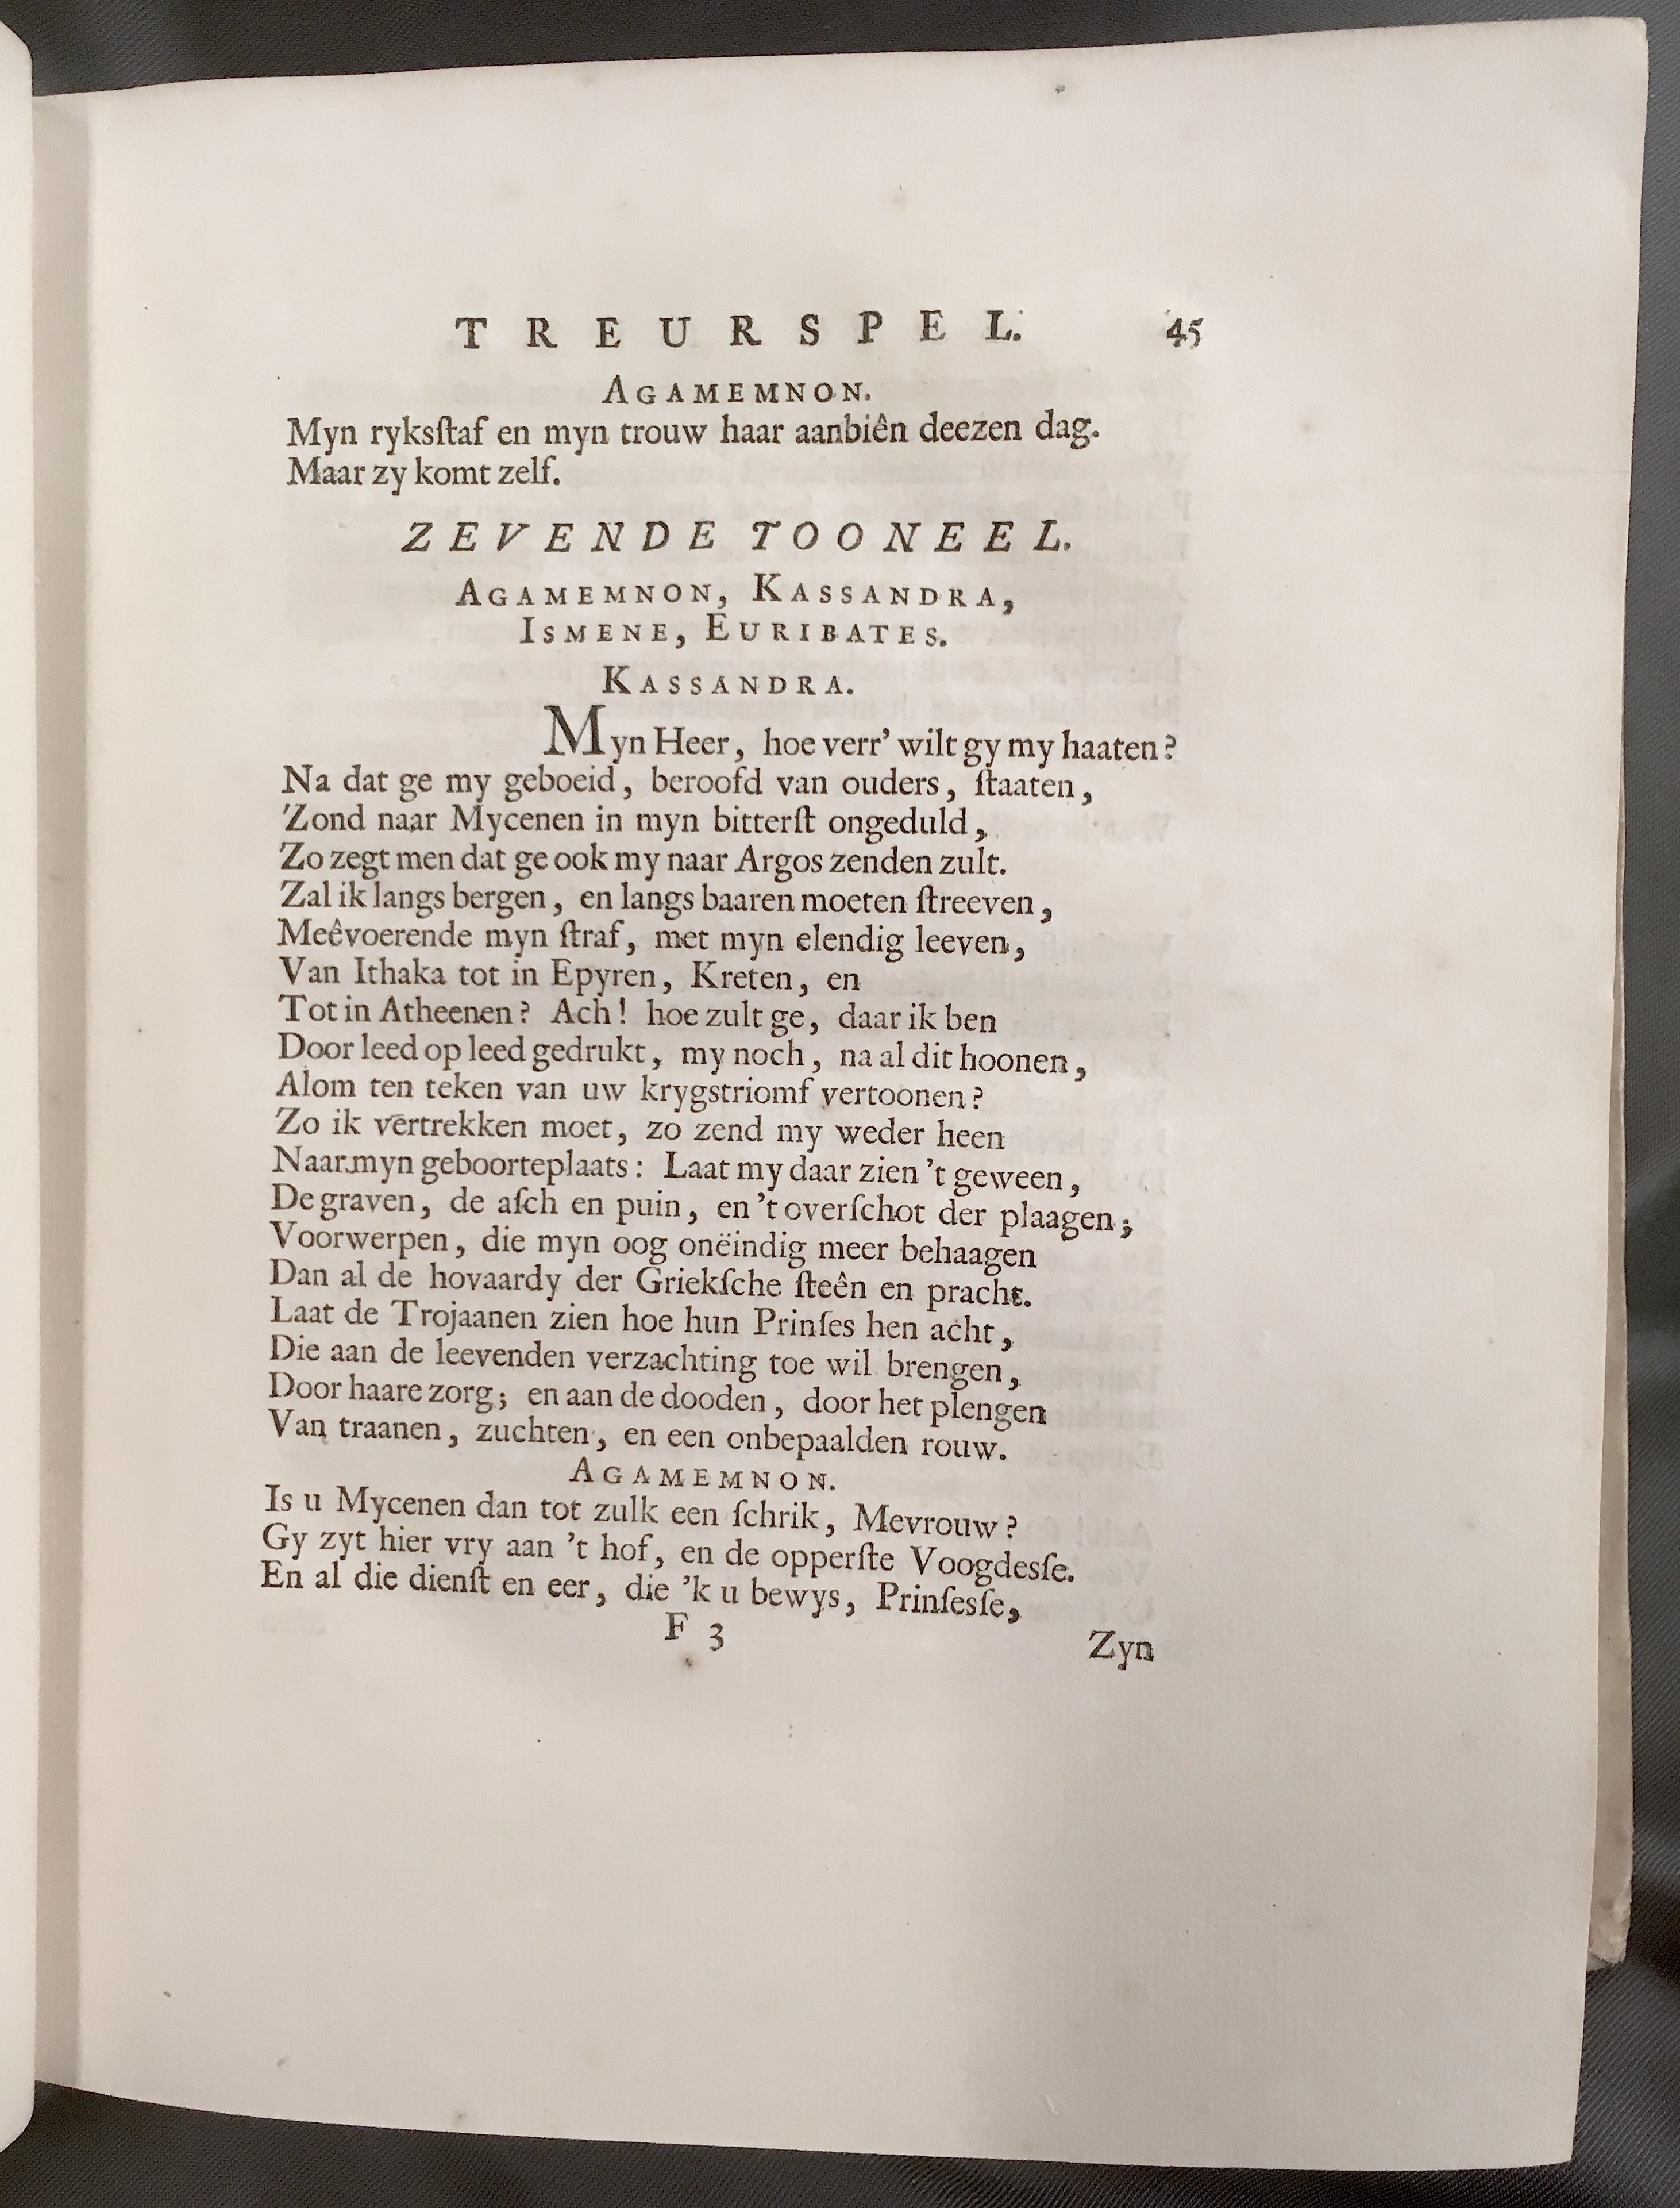 TREURSPEL. 45
AGAMEMNON.
Myn ryksſtaf en myn trouw haar aanbiên deezen dag.
Maar zy komt zelf.
ZEVENDE TOONEEL.
AGAMEMNON, KASSANDRA,
ISMENE, EURIBATES.
KASSANDRA.
Myn Heer, hoe verr' wilt gy my haaten?
Na dat ge my geboeid, beroofd van ouders, ſtaaten,
Zond naar Mycenen in myn bitterſt ongeduld,
Zo zegt men dat ge ook my naar Argos zenden zult.
Zal ik langs bergen, en langs baaren moeten ſtreeven,
Meêvoerende myn ſtraf, met myn elendig leeven,
Van Ithaka tot in Epyren, Kreten, en
Tot in Atheenen? Ach! hoe zult ge, daar ik ben
Door leed op leed gedrukt, my noch, na al dit hoonen,
Alom ten teken van uw krygstriomf vertoonen?
Zo ik vertrekken moet, zo zend my weder heen
Naar myn geboorteplaats: Laat my daar zien 't geween,
De graven, de aſch en puin, en 't overſchot der plaagen;
Voorwerpen, die myn oog onëindig meer behaagen
Dan al de hovaardy der Griekſche ſteên en pracht.
Laat de Trojaanen zien hoe hun Prinſes hen acht,
Die aan de leevenden verzachting toe wil brengen,
Door haare zorg; en aan de dooden, door het plengen
Van traanen, zuchten, en een onbepaalden rouw.
AGAMEMNON.
Is u Mycenen dan tot zulk een ſchrik, Mevrouw?
Gy zyt hier vry aan 't hof, en de opperſte Voogdesſe.
En al die dienſt en eer, die 'k u bewys, Prinſesſe,
F 3 Zyn